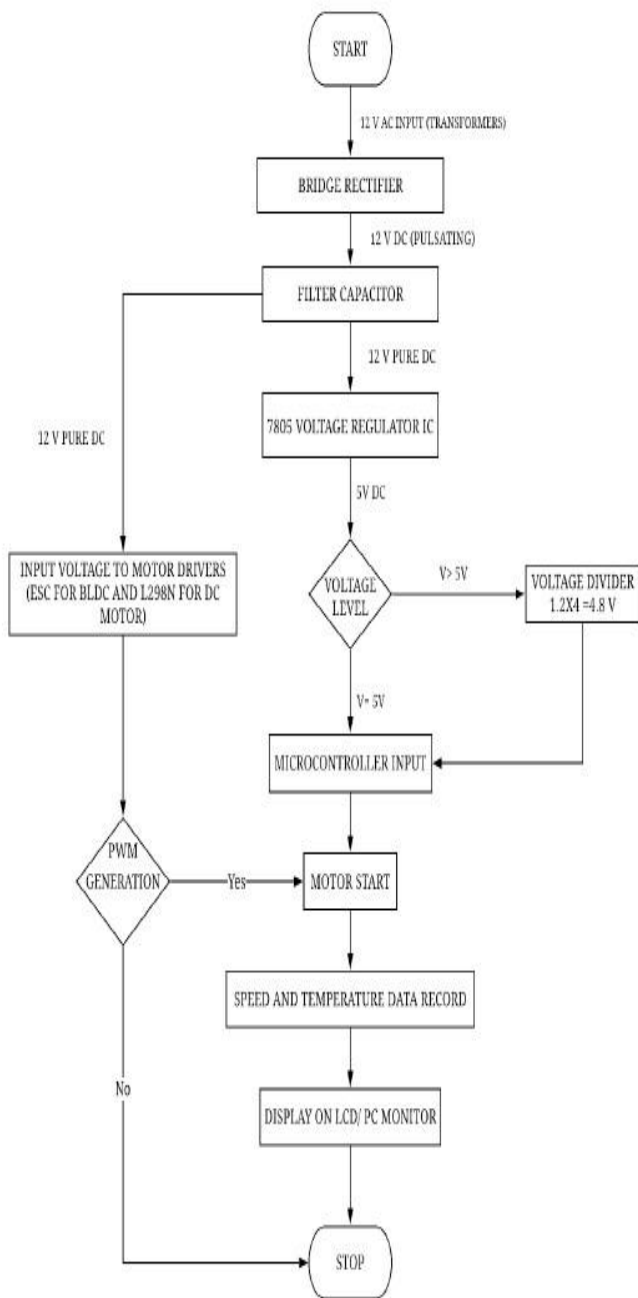 START
12 V AC INPUT (TRANSFORMERS)
BRIDGE RECTIFIER
12 V DC (PULSATING)
FILTER CAPACITOR
12 V PURE DC
7805 VOLTAGE REGULATOR IC
12 V PURE DC
5V DC
INPUT VOLTAGE TO MOTOR DRIVERS
(ESC FOR BLDC AND L298N FOR DC
MOTOR)
VOLTAGE
LEVEL
V> 5V
VOLTAGE DIVIDER
1.2X4 =4.8 V
V= 5V
MICROCONTROLLER INPUT
PWM
GENERATION
Yes
MOTOR START
SPEED AND TEMPERATURE DATA RECORD
No
DISPLAY ON LCD/ PC MONITOR
STOP